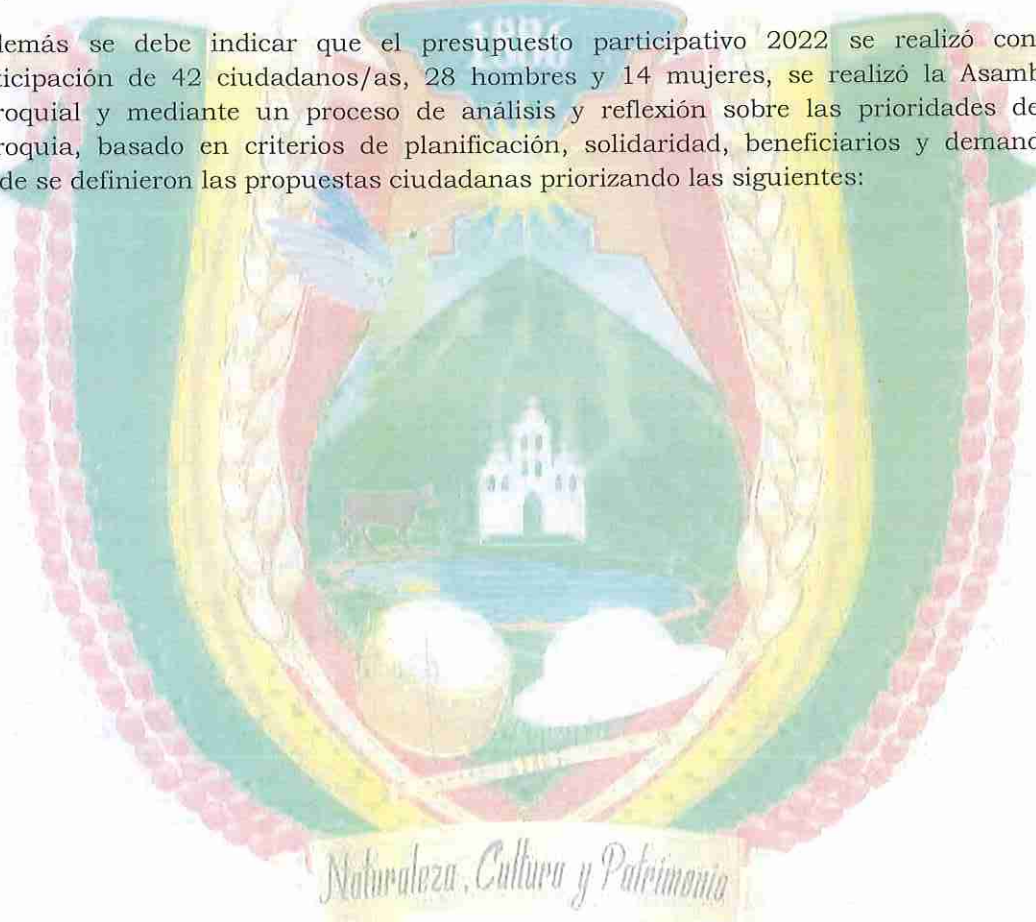 1896
lemás se debe indicar que el presupuesto participativo 2022 se realizó con
ticipación de 42 ciudadanos/as, 28 hombres y 14 mujeres, se realizó la Asamb
roquial y mediante un proceso de análisis y reflexión sobre las prioridades de
roquia, basado en criterios de planificación, solidaridad, beneficiarios y demand
de se definieron las propuestas ciudadanas priorizando las siguientes:
Naturaleza, Cultura y Patrimonio